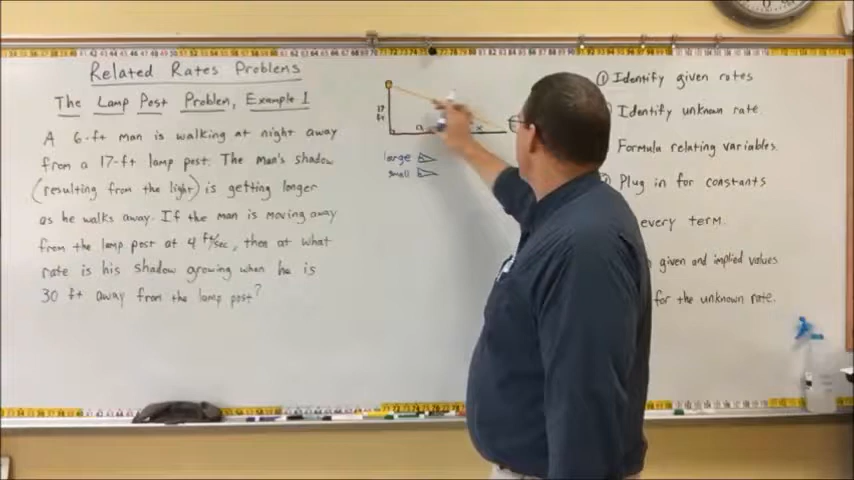 Related Rates Problems
The Lamp Post Problem, Example 1
A 6-ft man is walking at night away
from a 17-ft lamp post. The man's shadow
(resulting from the light) is getting longer
as he walks away. If the man is moving away
from the lamp post at 4 ft/sec, then at what
rate is his shadow growing when he is
30 ft away from the lamp post?
17
ft
x
large
small
① Identify given rates
Identify unknown rate.
Formula relating variables.
Plug in for constants
every term.
given and implied values
for the unknown rate.